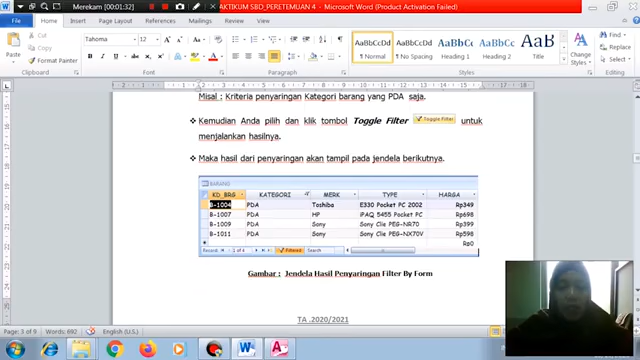 Merekam ● 00:01:32
AKTIKUM SBO_PERETEMUAN 4 - Microsoft Word (Product Activation Failed)
File Home Insert Page Layout References Mailings Review View
Cut
Copy
Format Painter
Clipboard
Tahoma 12
Font
Paragraph
AaBbCcDd AaBbCcDd AaBbCc AaBbCc AaB
¶ Normal ¶ No Spacing Heading 1 Heading 2 Title
Styles
Change Styles
Find
Replace
Select
Editing
Misal : Kriteria penyaringan Kategori barang yang PDA saja.
❖ Kemudian Anda pilih dan klik tombol Toggle Filter Toggle Filter untuk
menjalankan hasilnya.
❖ Maka hasil dari penyaringan akan tampil pada jendela berikutnya.
BARANG
KD_BRG KATEGORI MERK TYPE HARGA
B-1004 PDA Toshiba E330 Pocket PC 2002 Rp349
B-1007 PDA HP iPAQ 5455 Pocket PC Rp698
B-1009 PDA Sony Sony Clie PEG-NR70 Rp399
B-1011 PDA Sony Sony Clie PEG-NX70V Rp598
Rp0
Record: 1 of 4 Filtered Search
Gambar : Jendela Hasil Penyaringan Filter By Form
TA .2020/2021
Page: 3 of 9 Words: 692 English (U.S.)